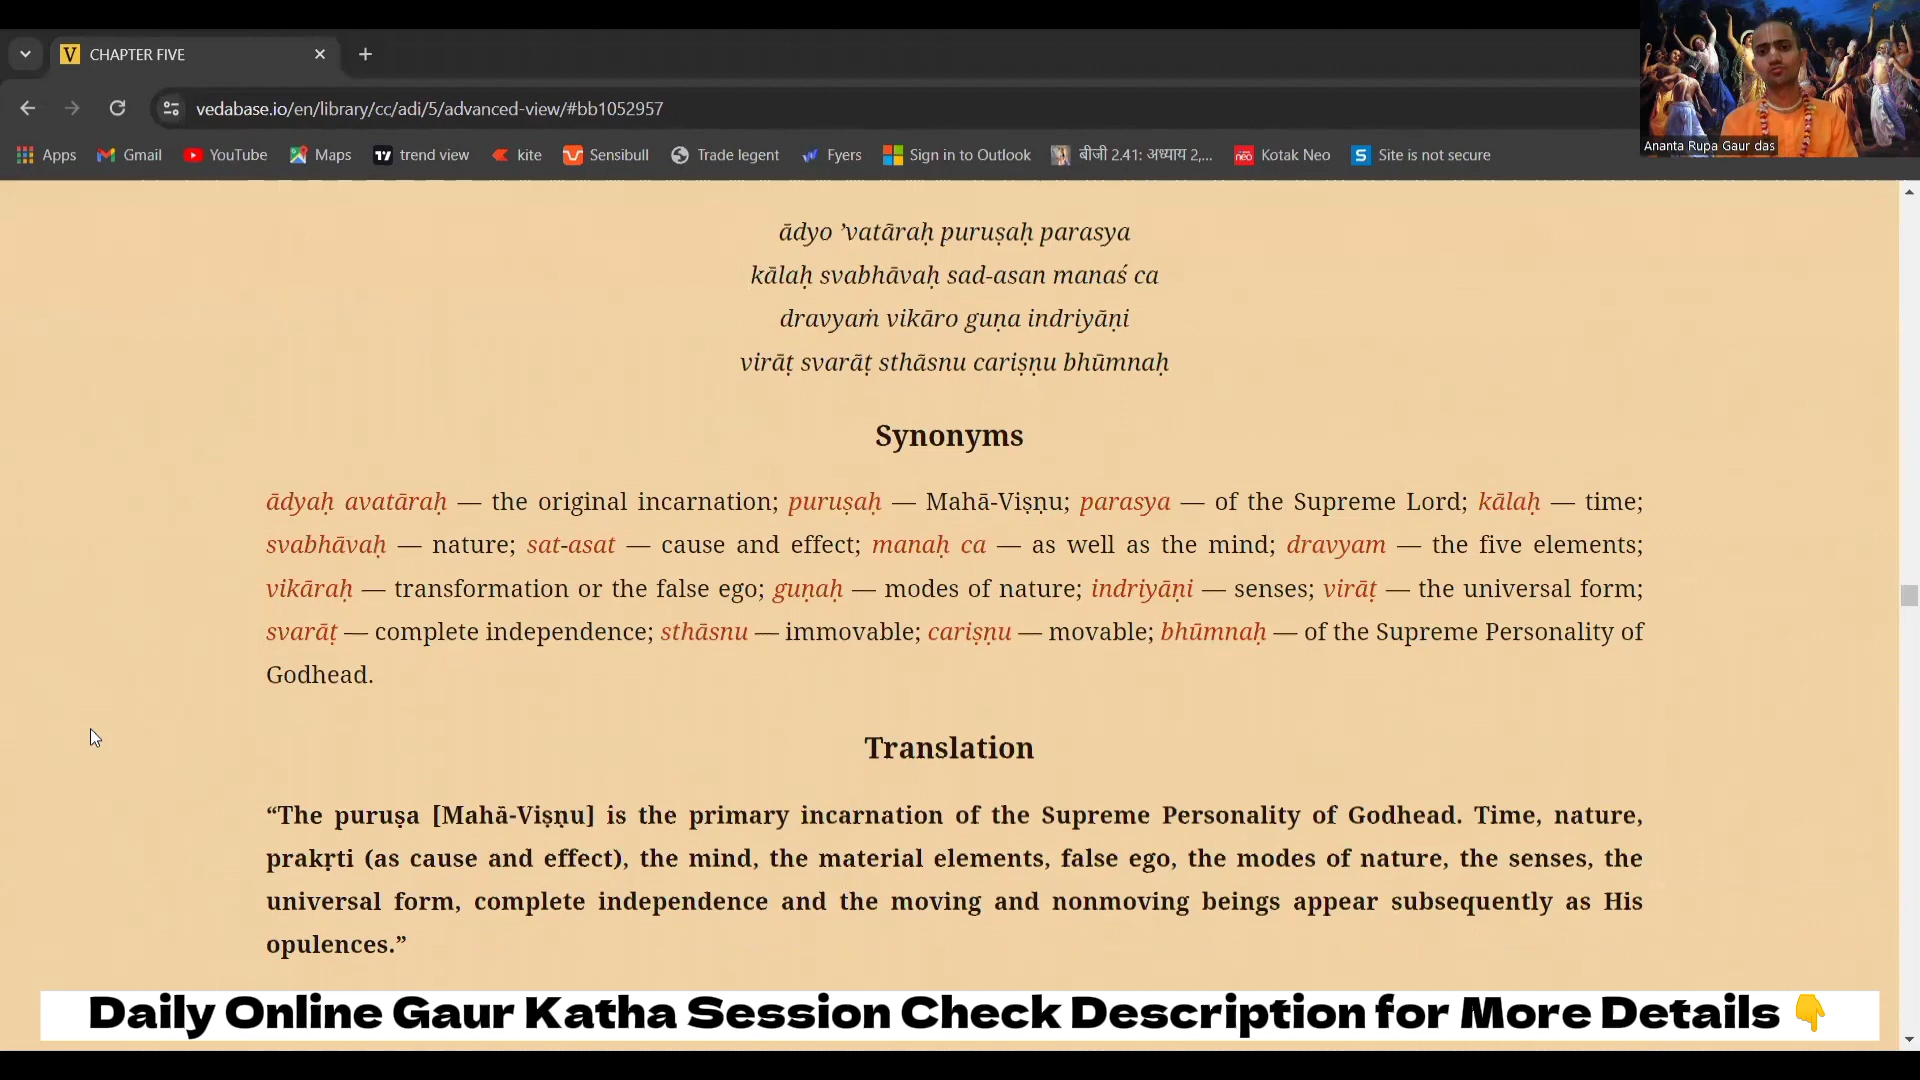 CHAPTER FIVE
vedabase.io/en/library/cc/adi/5/advanced-view/#bb1052957
Apps Gmail YouTube Maps trend view kite Sensibull Trade legent Fyers Sign in to Outlook बीजी 2.41: अध्याय 2,... neo Kotak Neo S Site is not secure
Ananta Rupa Gaur das
ādyo ’vatāraḥ puruṣaḥ parasya
kālaḥ svabhāvaḥ sad-asan manaś ca
dravyaṁ vikāro guṇa indriyāṇi
virāṭ svarāṭ sthāsnu cariṣṇu bhūmnaḥ
Synonyms
ādyaḥ avatāraḥ — the original incarnation; puruṣaḥ — Mahā-Viṣṇu; parasya — of the Supreme Lord; kālaḥ — time;
svabhāvaḥ — nature; sat-asat — cause and effect; manaḥ ca — as well as the mind; dravyam — the five elements;
vikāraḥ — transformation or the false ego; guṇaḥ — modes of nature; indriyāṇi — senses; virāṭ — the universal form;
svarāṭ — complete independence; sthāsnu — immovable; cariṣṇu — movable; bhūmnaḥ — of the Supreme Personality of
Godhead.
Translation
“The puruṣa [Mahā-Viṣṇu] is the primary incarnation of the Supreme Personality of Godhead. Time, nature,
prakṛti (as cause and effect), the mind, the material elements, false ego, the modes of nature, the senses, the
universal form, complete independence and the moving and nonmoving beings appear subsequently as His
opulences.”
Daily Online Gaur Katha Session Check Description for More Details 👇